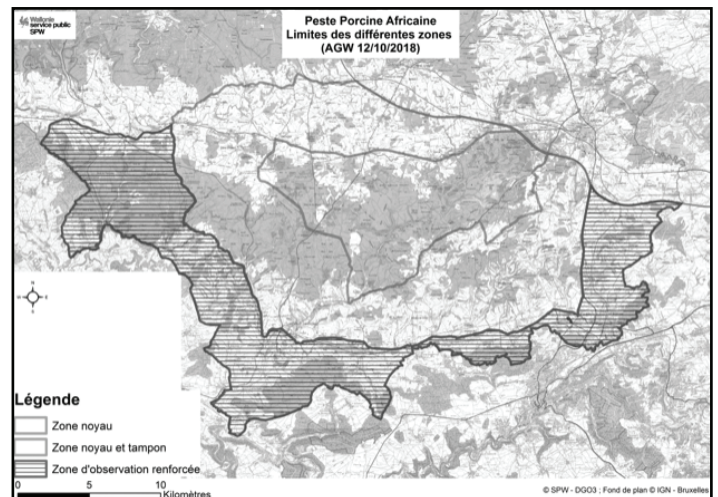 Wallonie
service public
SPW
Peste Porcine Africaine
Limites des différentes zones
(AGW 12/10/2018)
N
Légende
Zone noyau
Zone noyau et tampon
Zone d'observation renforcée
0 5 10
Kilomètres
© SPW - DGO3 ; Fond de plan © IGN - Bruxelles